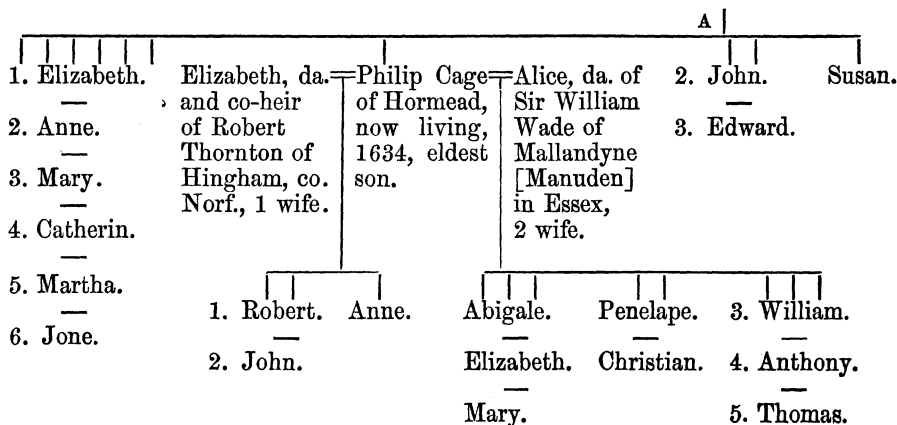 A
1. Elizabeth.
2. Anne.
3. Mary.
4. Catherin.
5. Martha.
6. Jone.
Elizabeth, da.
and co-heir
of Robert
Thornton of
Hingham, co.
Norf., 1 wife.
Philip Cage
of Hormead,
now living,
1634, eldest
son.
Alice, da. of
Sir William
Wade of
Mallandyne
[Manuden]
in Essex,
2 wife.
2. John.
3. Edward.
Susan.
1. Robert.
2. John.
Anne.
Abigale.
Elizabeth.
Mary.
Penelape.
Christian.
3. William.
4. Anthony.
5. Thomas.